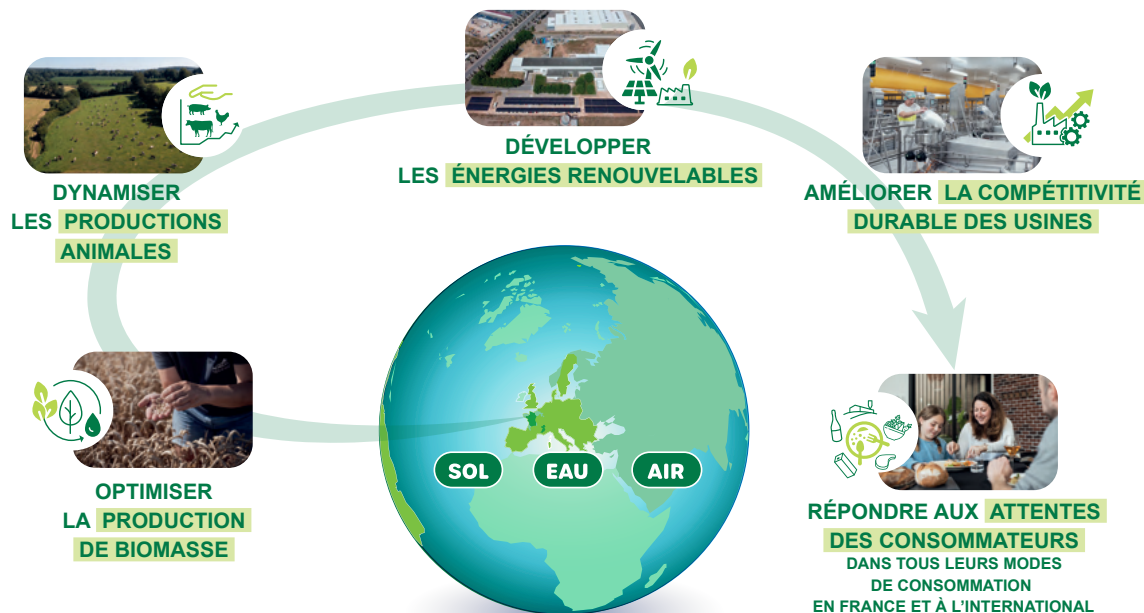 DÉVELOPPER
LES ÉNERGIES RENOUVELABLES
DYNAMISER
LES PRODUCTIONS
ANIMALES
AMÉLIORER LA COMPÉTITIVITÉ
DURABLE DES USINES
SOL
EAU
AIR
OPTIMISER
LA PRODUCTION
DE BIOMASSE
RÉPONDRE AUX ATTENTES
DES CONSOMMATEURS
DANS TOUS LEURS MODES
DE CONSOMMATION
EN FRANCE ET À L'INTERNATIONAL